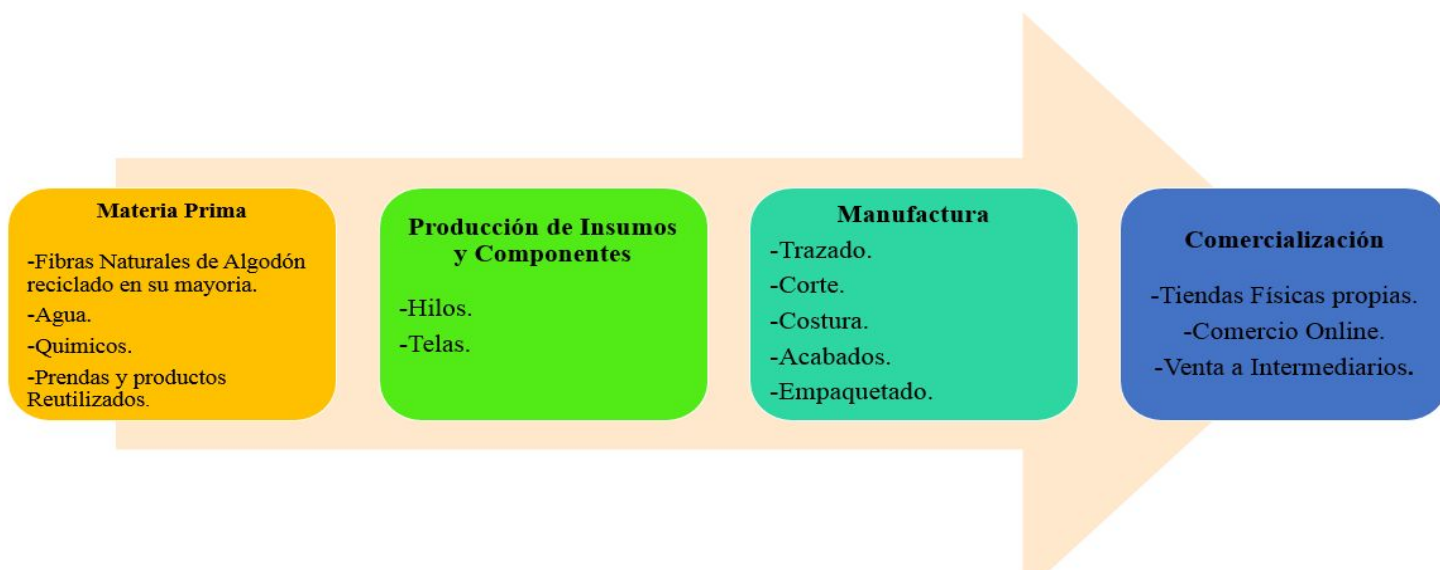 Materia Prima
-Fibras Naturales de Algodón
reciclado en su mayoria.
-Agua.
-Quimicos.
-Prendas y productos
Reutilizados.
Producción de Insumos
y Componentes
-Hilos.
-Telas.
Manufactura
-Trazado.
-Corte.
-Costura.
-Acabados.
-Empaquetado.
Comercialización
-Tiendas Físicas propias.
-Comercio Online.
-Venta a Intermediarios.